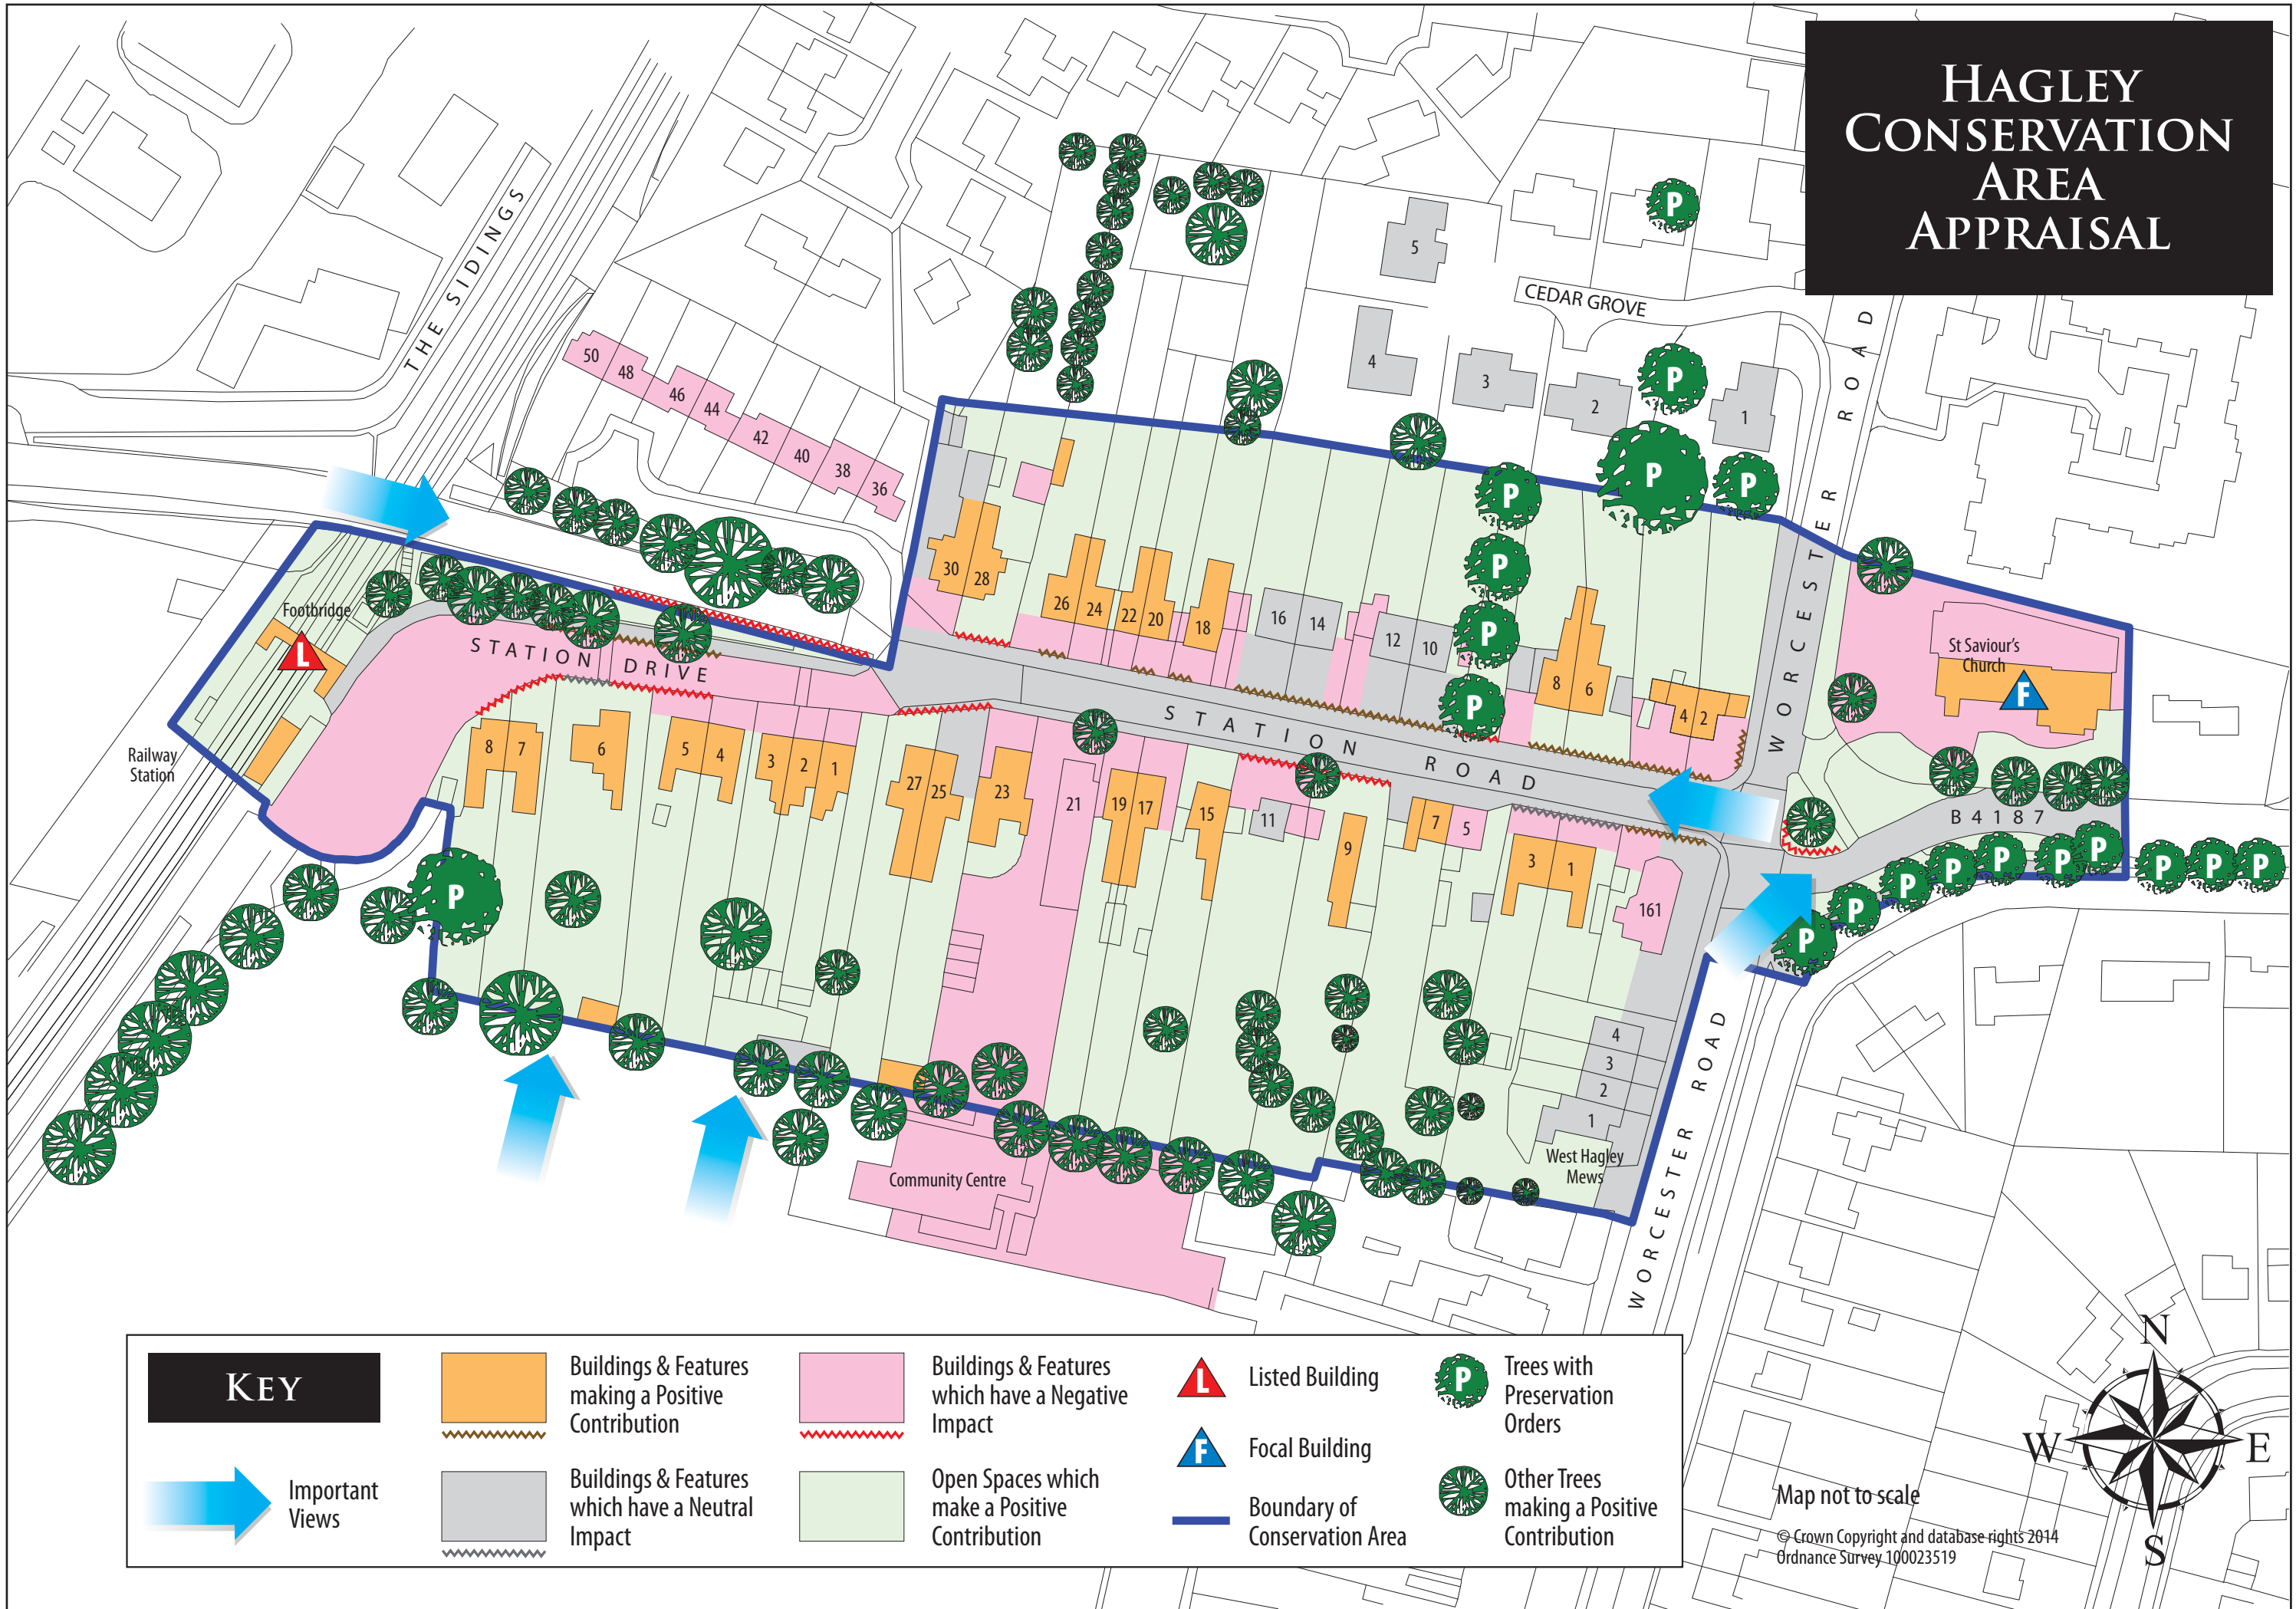 HAGLEY
CONSERVATION
AREA
APPRAISAL
THE SIDINGS
5
P
CEDAR GROVE
WORCESTER ROAD
4
3
2
1
P
P
P
P
P
P
P
50
48
46
44
42
40
38
36
30
28
26
24
22
20
18
16
14
12
10
8
6
4
2
Footbridge
L
STATION DRIVE
Railway
Station
St Saviour's
Church
F
WORCESTER
STATION ROAD
8
7
6
5
4
3
2
1
27
25
23
21
19
17
15
11
9
7
5
3
1
161
B4187
P
P
P
P
P
P
P
P
P
P
P
4
3
2
1
West Hagley
Mews
Community Centre
WORCESTER ROAD
KEY
Important
Views
Buildings & Features
making a Positive
Contribution
Buildings & Features
which have a Neutral
Impact
Buildings & Features
which have a Negative
Impact
Open Spaces which
make a Positive
Contribution
L
Listed Building
F
Focal Building
Boundary of
Conservation Area
P
Trees with
Preservation
Orders
Other Trees
making a Positive
Contribution
N
W
E
S
Map not to scale
© Crown Copyright and database rights 2014
Ordnance Survey 100023519